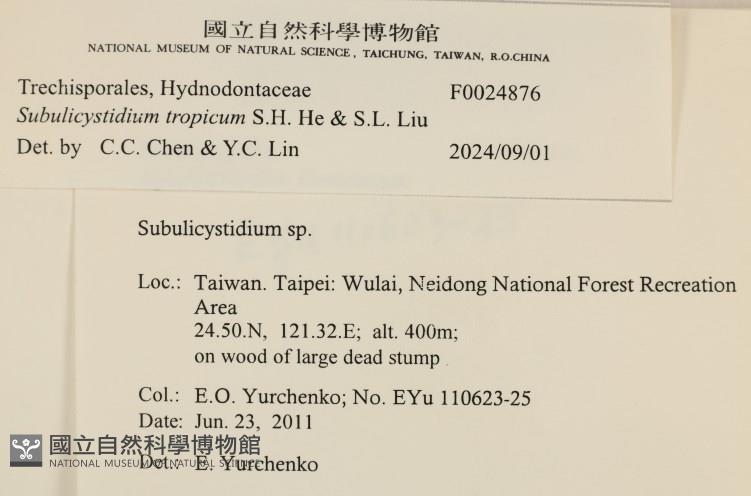 國立自然科學博物館
NATIONAL MUSEUM OF NATURAL SCIENCE, TAICHUNG, TAIWAN, R.O.CHINA
Trechisporales, Hydnodontaceae F0024876
Subulicystidium tropicum S.H. He & S.L. Liu
Det. by C.C. Chen & Y.C. Lin 2024/09/01
Subulicystidium sp.
Loc.: Taiwan. Taipei: Wulai, Neidong National Forest Recreation
Area
24.50.N, 121.32.E; alt. 400m;
on wood of large dead stump
Col.: E.O. Yurchenko; No. EYu 110623-25
Date: Jun. 23, 2011
國立自然科學博物館
NATIONAL MUSEUM OF NATURAL SCIENCE
Det.: E. Yurchenko